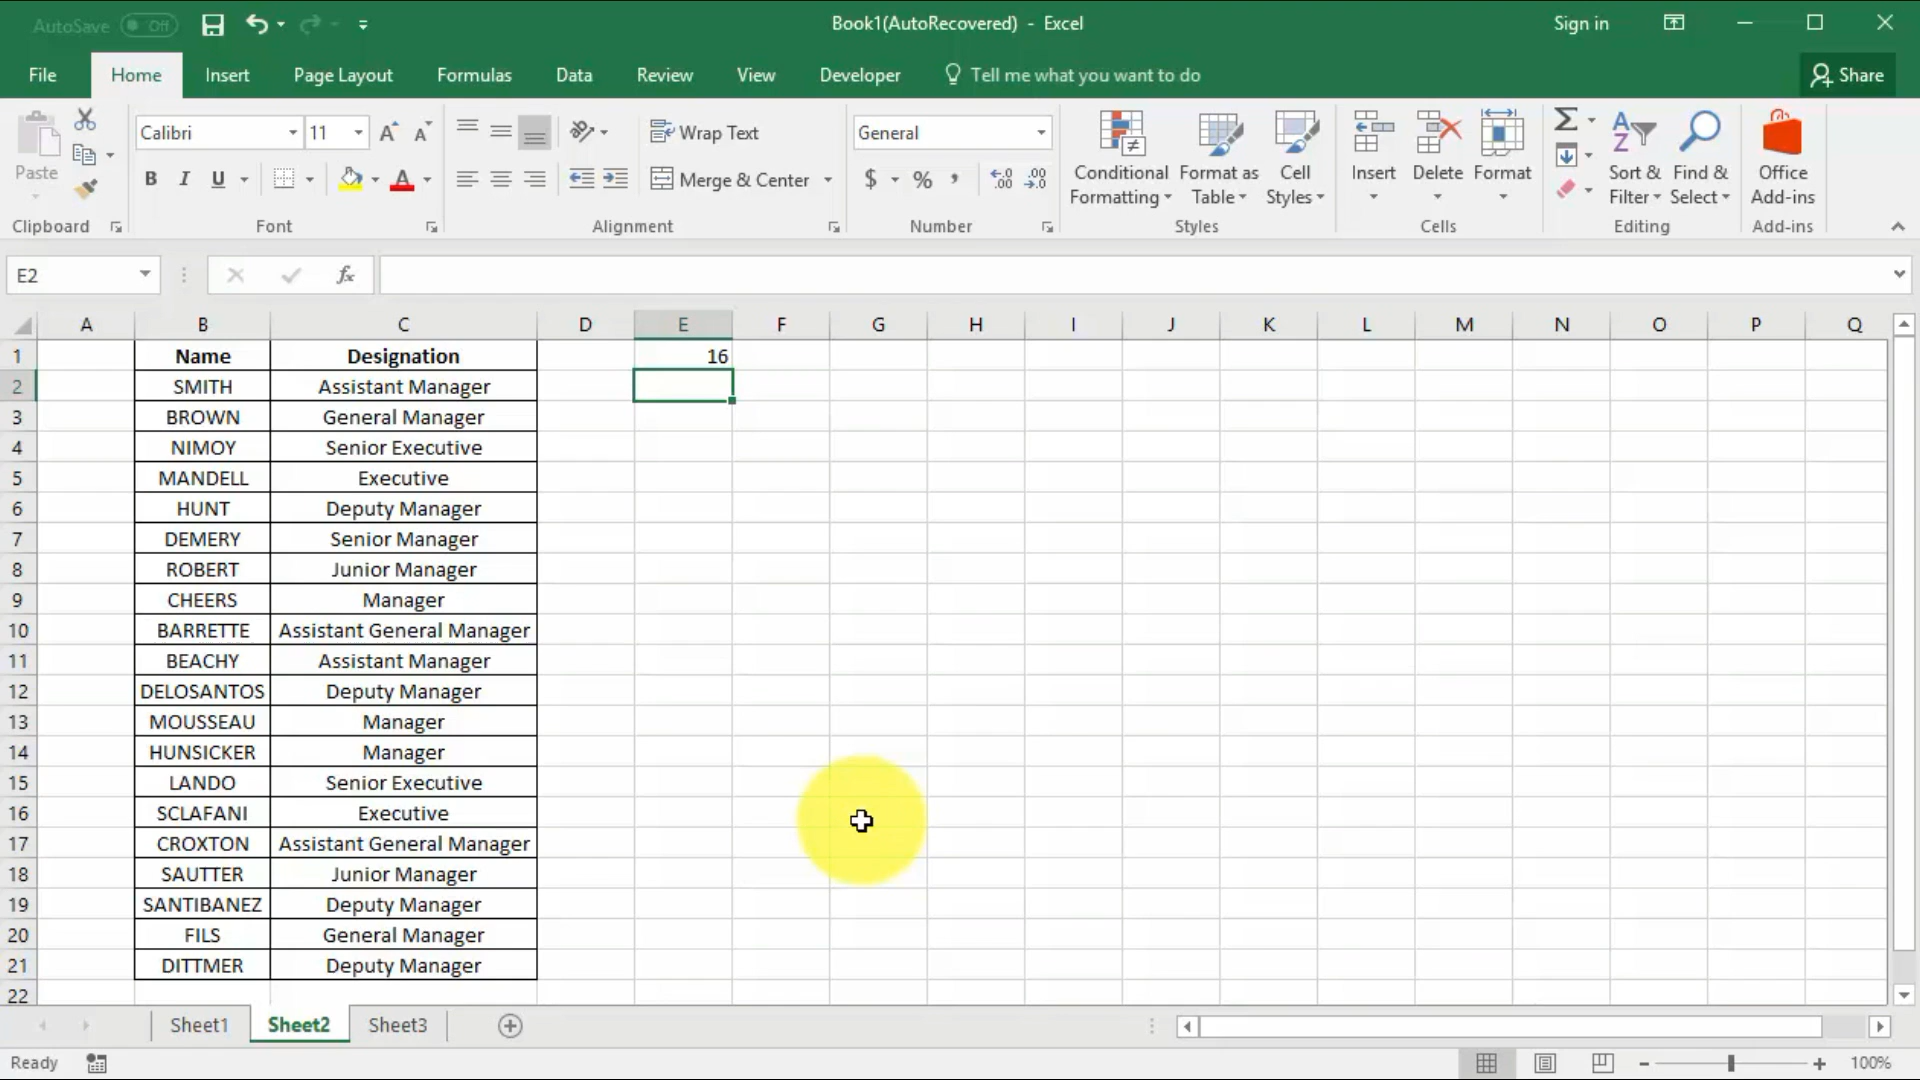 AutoSave Off Book1(AutoRecovered) - Excel Sign in
File Home Insert Page Layout Formulas Data Review View Developer Tell me what you want to do Share
Paste Calibri 11 A A Wrap Text General Conditional Formatting Format as Table Cell Styles Insert Delete Format Σ Sort & Filter Find & Select Office Add-ins
B I U A Merge & Center $ % , .00 .00
Clipboard Font Alignment Number Styles Cells Editing Add-ins
E2 fx
A B C D E F G H I J K L M N O P Q
1 Name Designation 16
2 SMITH Assistant Manager
3 BROWN General Manager
4 NIMOY Senior Executive
5 MANDELL Executive
6 HUNT Deputy Manager
7 DEMERY Senior Manager
8 ROBERT Junior Manager
9 CHEERS Manager
10 BARRETTE Assistant General Manager
11 BEACHY Assistant Manager
12 DELOSANTOS Deputy Manager
13 MOUSSEAU Manager
14 HUNSICKER Manager
15 LANDO Senior Executive
16 SCLAFANI Executive
17 CROXTON Assistant General Manager
18 SAUTTER Junior Manager
19 SANTIBANEZ Deputy Manager
20 FILS General Manager
21 DITTMER Deputy Manager
22
Sheet1 Sheet2 Sheet3
Ready 100%